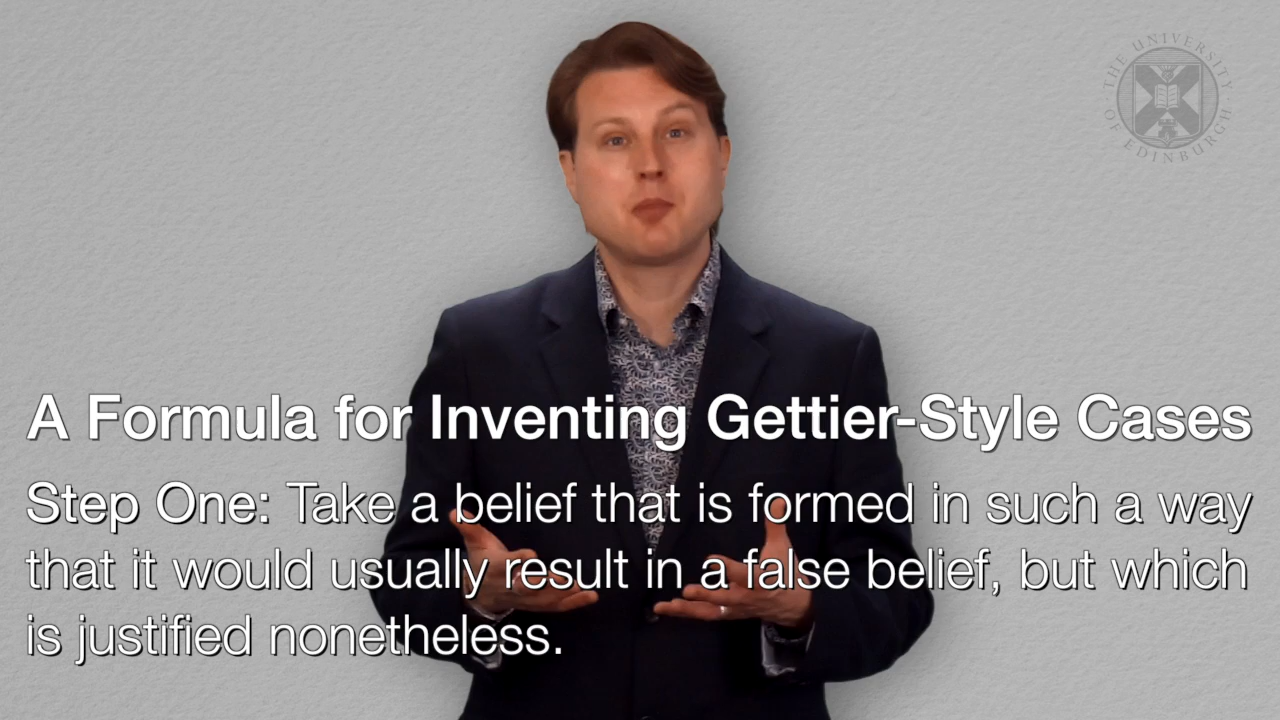 THE UNIVERSITY OF EDINBURGH
A Formula for Inventing Gettier-Style Cases
Step One: Take a belief that is formed in such a way
that it would usually result in a false belief, but which
is justified nonetheless.